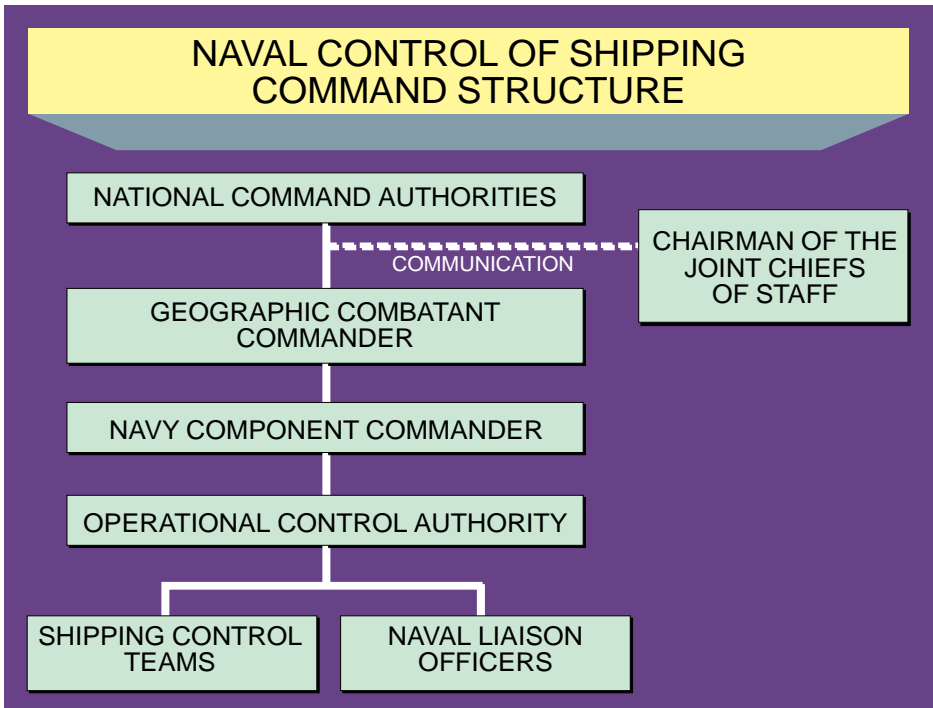 NAVAL CONTROL OF SHIPPING
COMMAND STRUCTURE
NATIONAL COMMAND AUTHORITIES
COMMUNICATION
CHAIRMAN OF THE
JOINT CHIEFS
OF STAFF
GEOGRAPHIC COMBATANT
COMMANDER
NAVY COMPONENT COMMANDER
OPERATIONAL CONTROL AUTHORITY
SHIPPING CONTROL
TEAMS
NAVAL LIAISON
OFFICERS